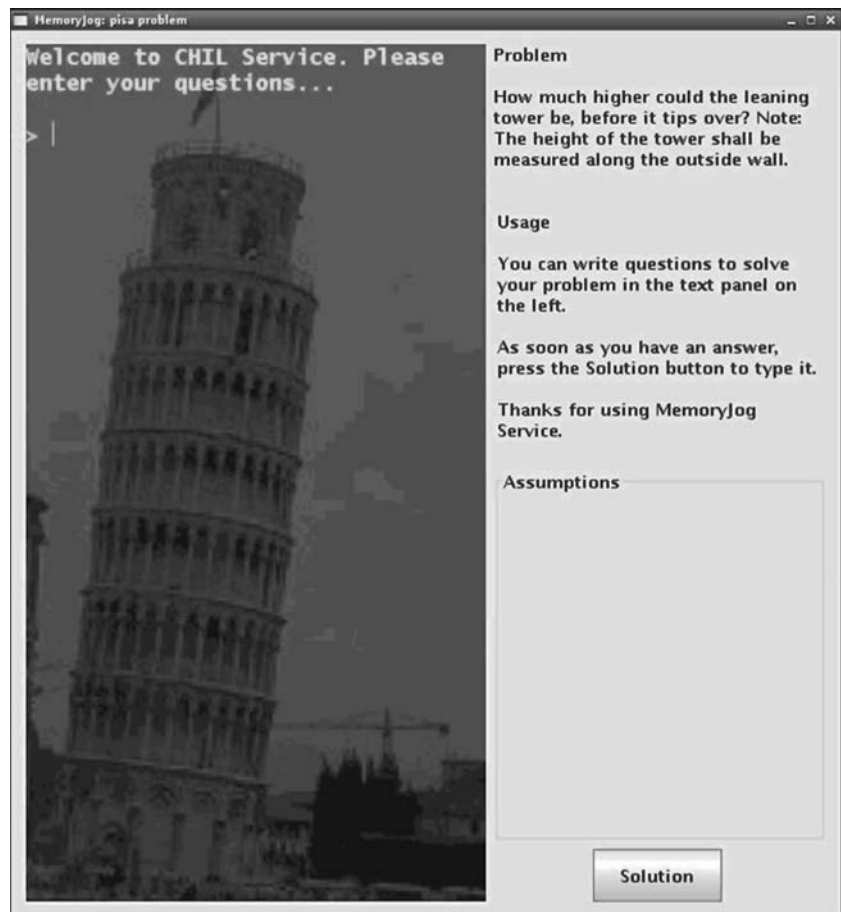 MemoryJog: pisa problem
Welcome to CHIL Service. Please
enter your questions...
>
Problem
How much higher could the leaning
tower be, before it tips over? Note:
The height of the tower shall be
measured along the outside wall.
Usage
You can write questions to solve
your problem in the text panel on
the left.
As soon as you have an answer,
press the Solution button to type it.
Thanks for using MemoryJog
Service.
Assumptions
Solution